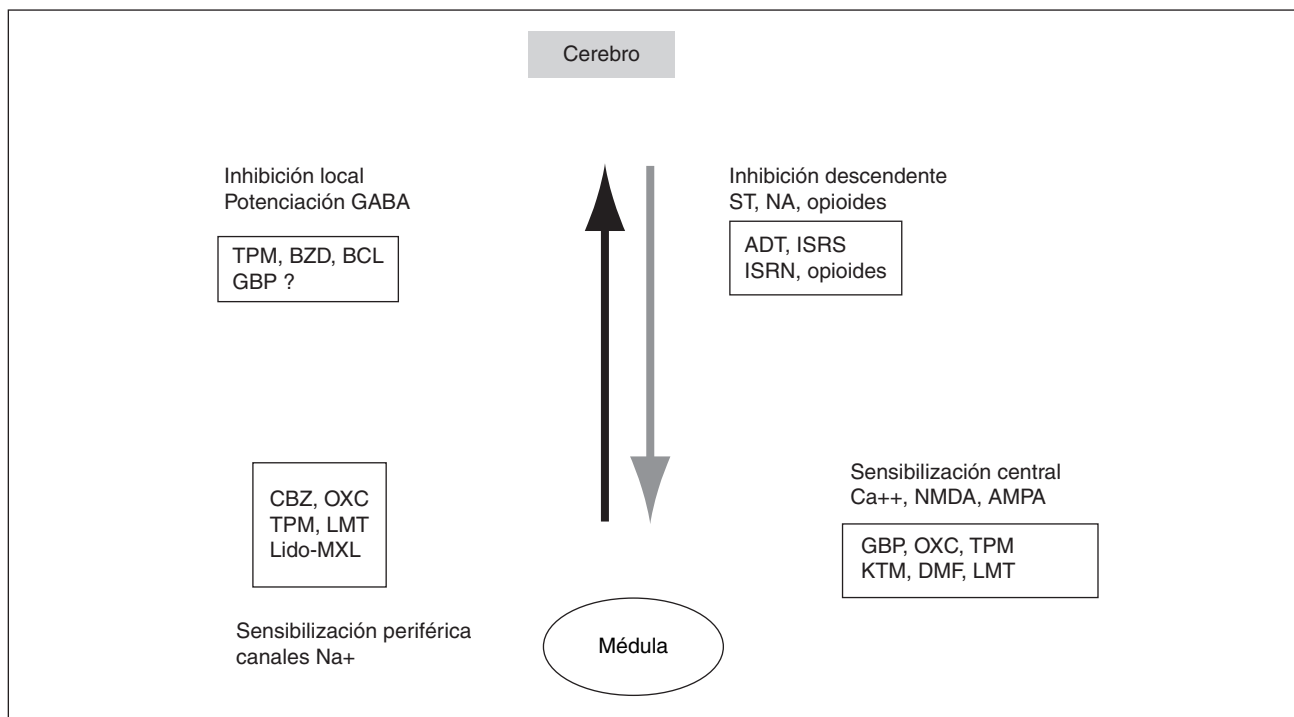 Cerebro
Inhibición local
Potenciación GABA
TPM, BZD, BCL
GBP ?
Inhibición descendente
ST, NA, opioides
ADT, ISRS
ISRN, opioides
CBZ, OXC
TPM, LMT
Lido-MXL
Sensibilización periférica
canales Na+
Sensibilización central
Ca++, NMDA, AMPA
GBP, OXC, TPM
KTM, DMF, LMT
Médula